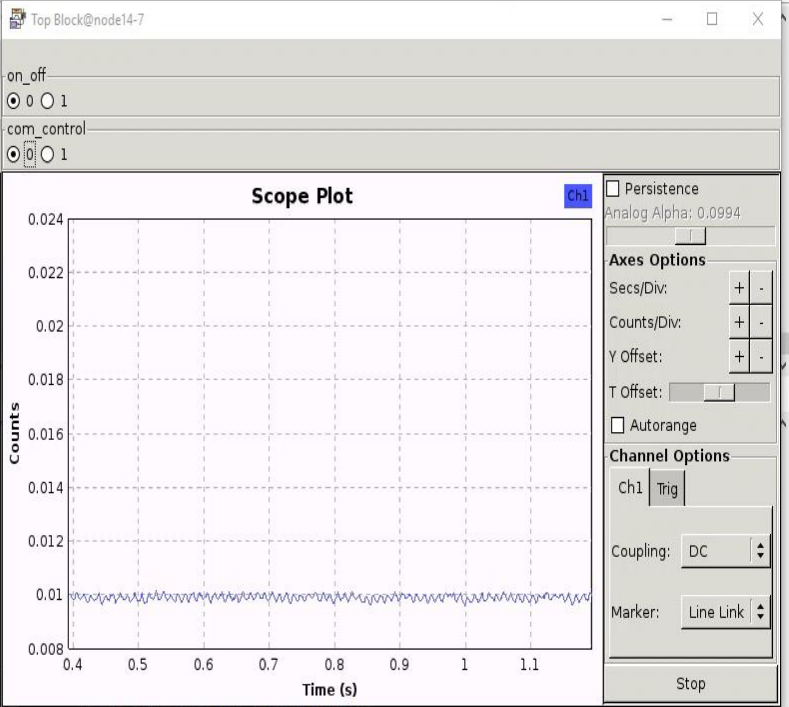 Top Block@node14-7
on_off
0 1
com_control
0 1
Scope Plot
Ch1
0.024
0.022
0.02
0.018
0.016
0.014
0.012
0.01
0.008
Counts
0.4 0.5 0.6 0.7 0.8 0.9 1 1.1
Time (s)
Persistence
Analog Alpha: 0.0994
Axes Options
Secs/Div: + -
Counts/Div: + -
Y Offset: + -
T Offset:
Autorange
Channel Options
Ch1 Trig
Coupling: DC
Marker: Line Link
Stop